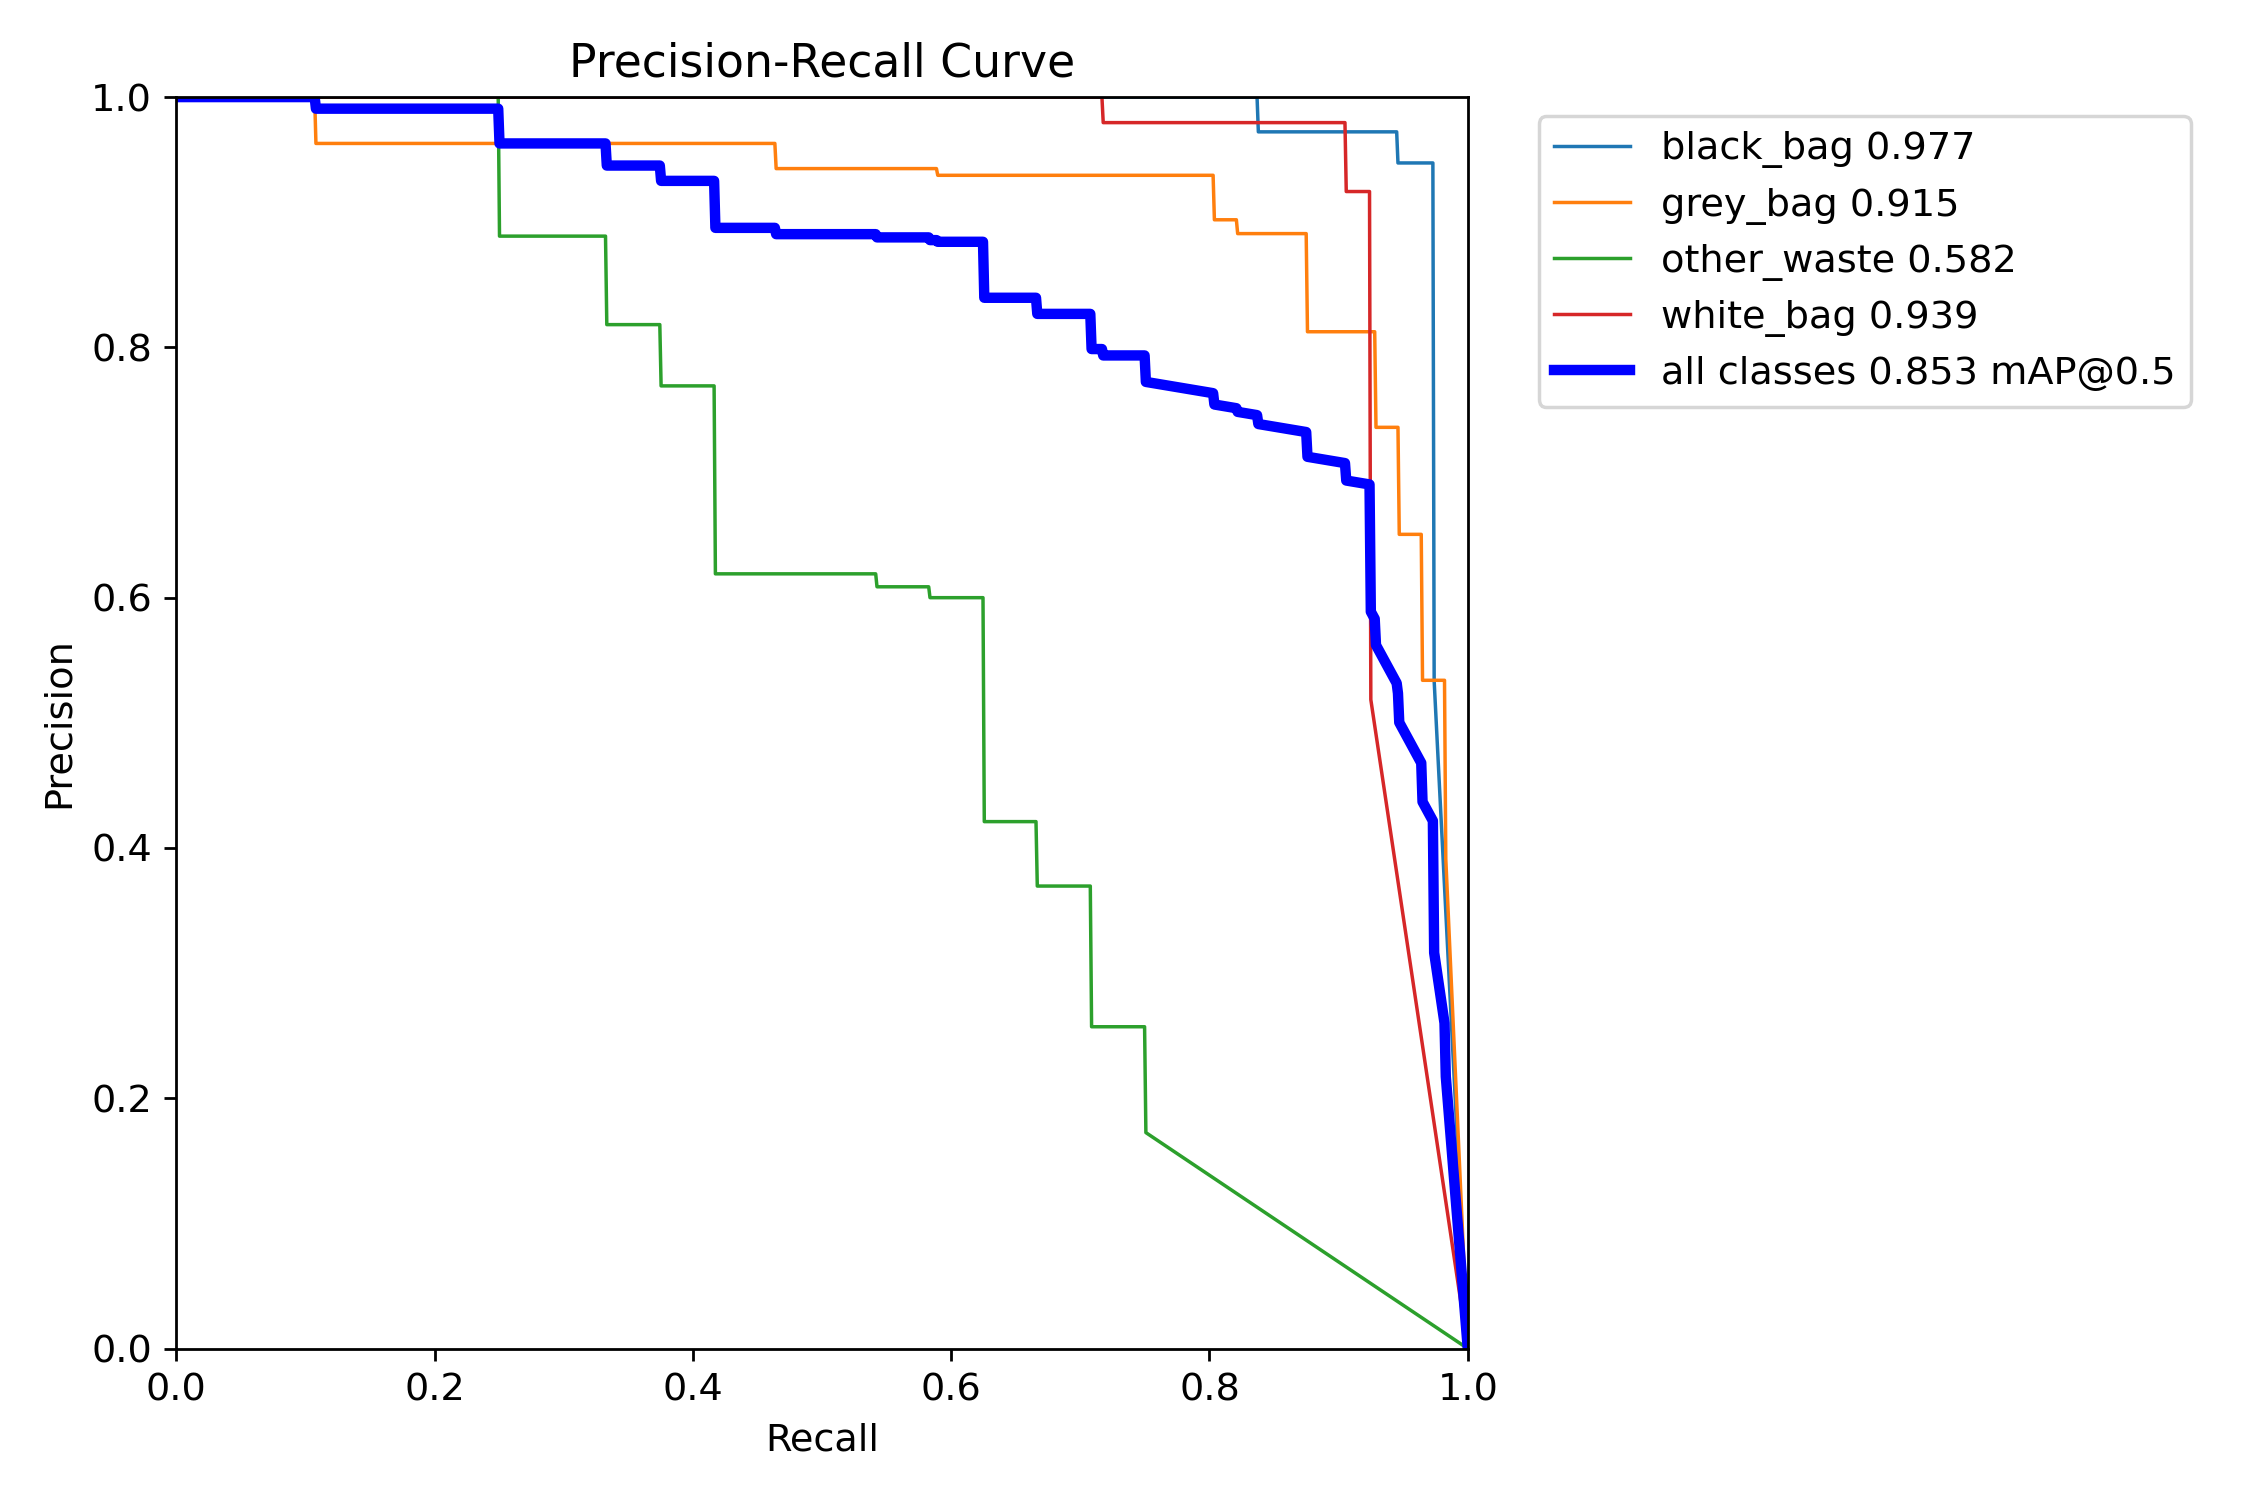 Precision-Recall Curve
1.0
0.8
0.6
0.4
0.2
0.0
Precision
0.0 0.2 0.4 0.6 0.8 1.0
Recall
black_bag 0.977
grey_bag 0.915
other_waste 0.582
white_bag 0.939
all classes 0.853 mAP@0.5